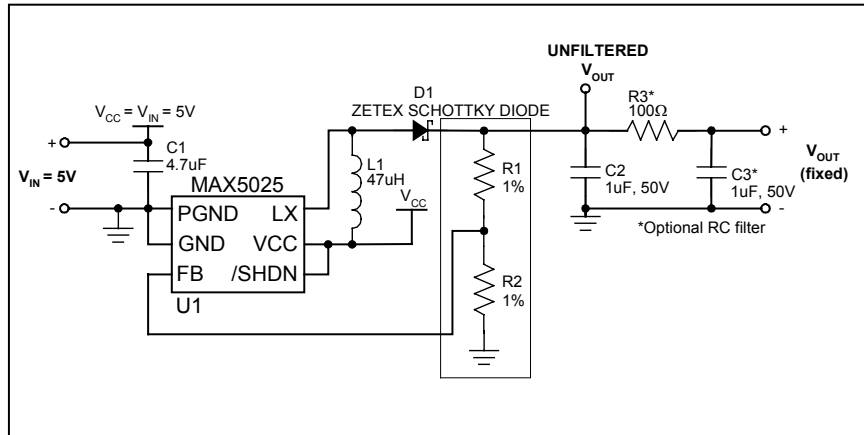 UNFILTERED
VOUT
D1
ZETEX SCHOTTKY DIODE
R3*
100Ω
VCC = VIN = 5V
+
C1
4.7uF
VIN = 5V
-
MAX5025
PGND
LX
GND
VCC
FB
/SHDN
U1
L1
47uH
VCC
R1
1%
R2
1%
C2
1uF, 50V
C3*
1uF, 50V
+
VOUT
(fixed)
-
*Optional RC filter